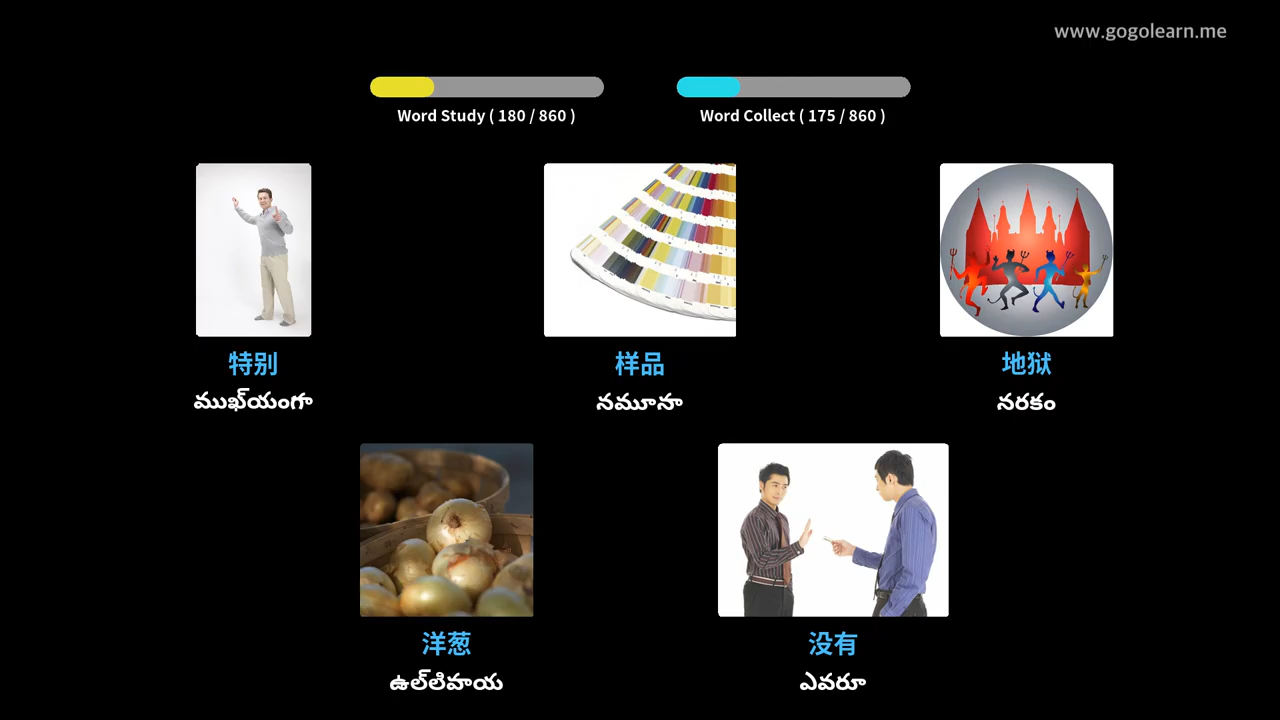 www.gogolearn.me
Word Study ( 180 / 860 )
Word Collect ( 175 / 860 )
特别
ముఖ్‌యంగా
样品
నమూనా
地狱
నరకం
洋葱
ఉల్‌లివాయ
没有
ఎవరూ